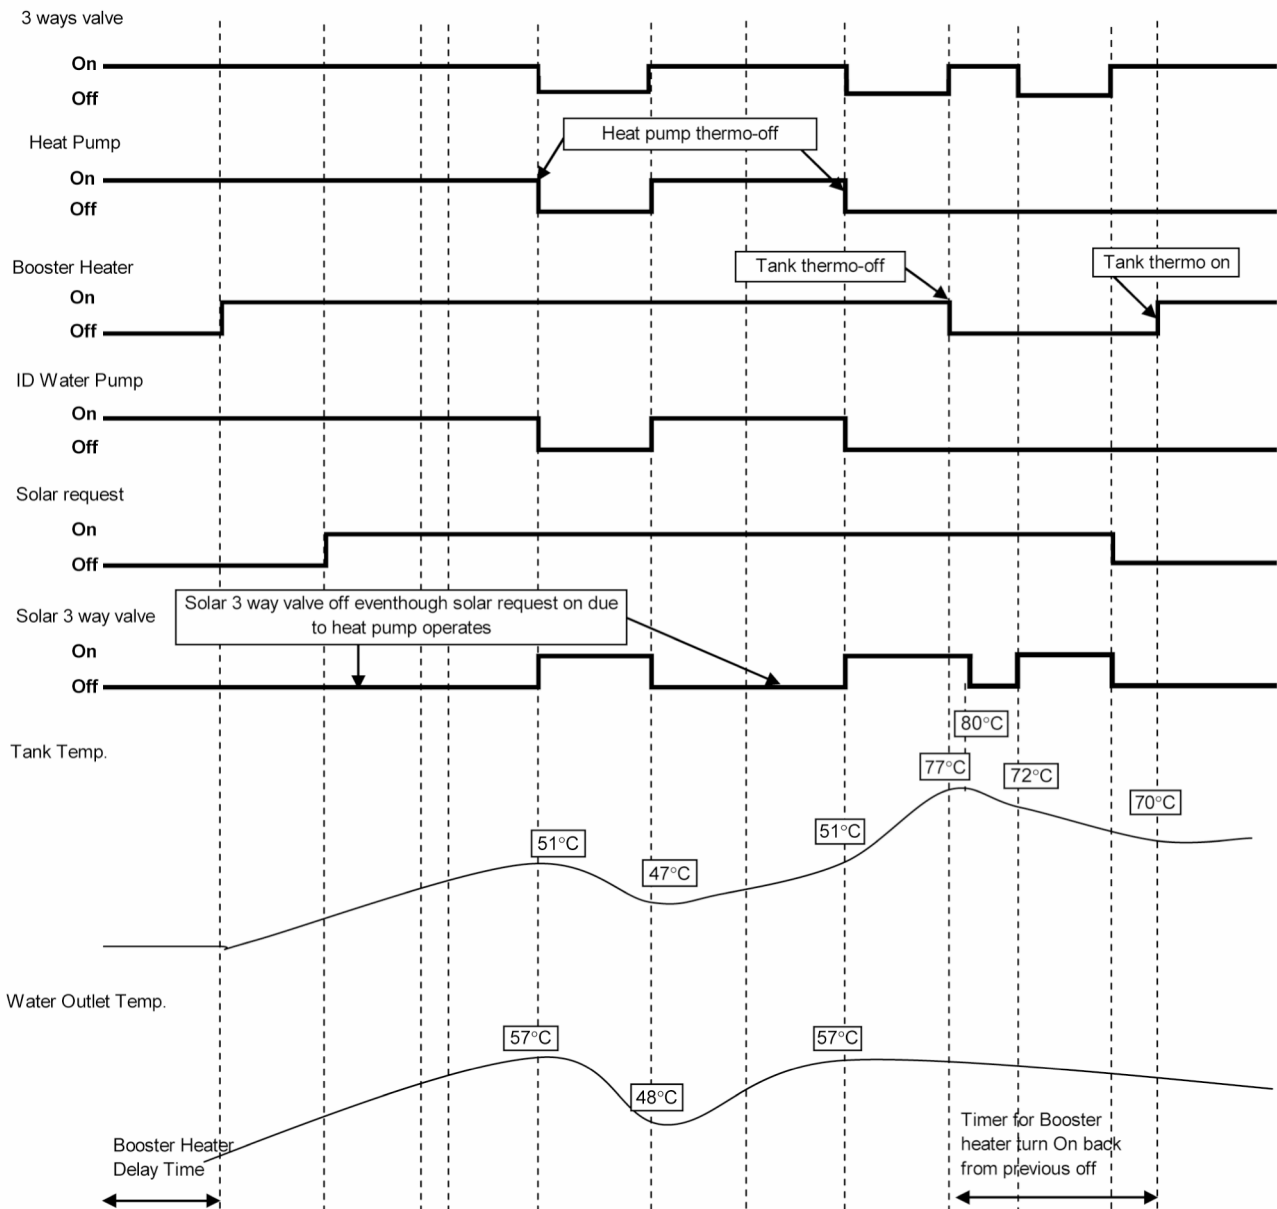 3 ways valve
On
Off
Heat Pump
Heat pump thermo-off
On
Off
Booster Heater
Tank thermo-off
Tank thermo on
On
Off
ID Water Pump
On
Off
Solar request
On
Off
Solar 3 way valve
Solar 3 way valve off eventhough solar request on due
to heat pump operates
On
Off
80°C
Tank Temp.
77°C
72°C
70°C
51°C
51°C
47°C
Water Outlet Temp.
57°C
57°C
48°C
Booster Heater
Delay Time
Timer for Booster
heater turn On back
from previous off